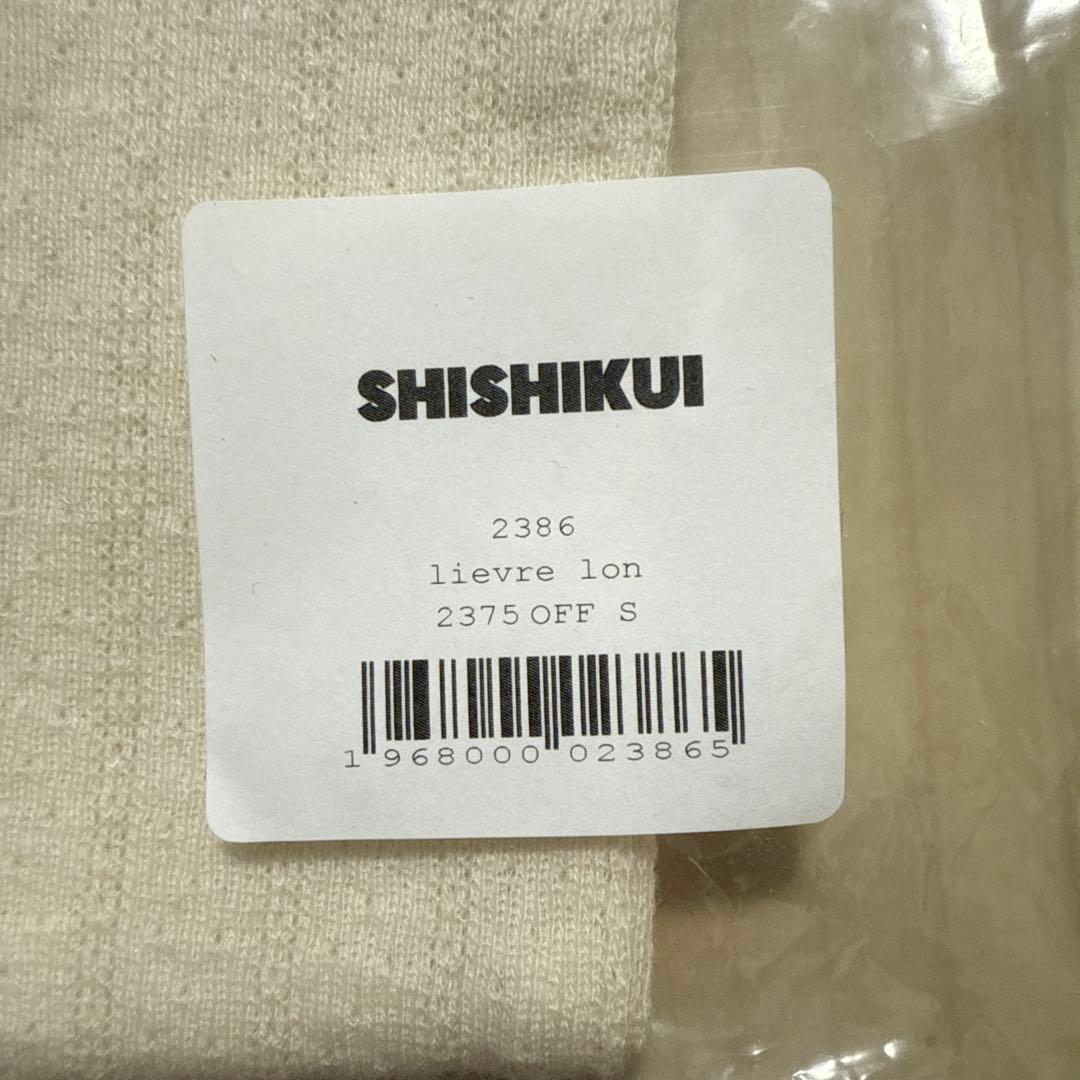 SHISHIKUI
2386
lievre lon
2375 OFF S
1 968000 023865